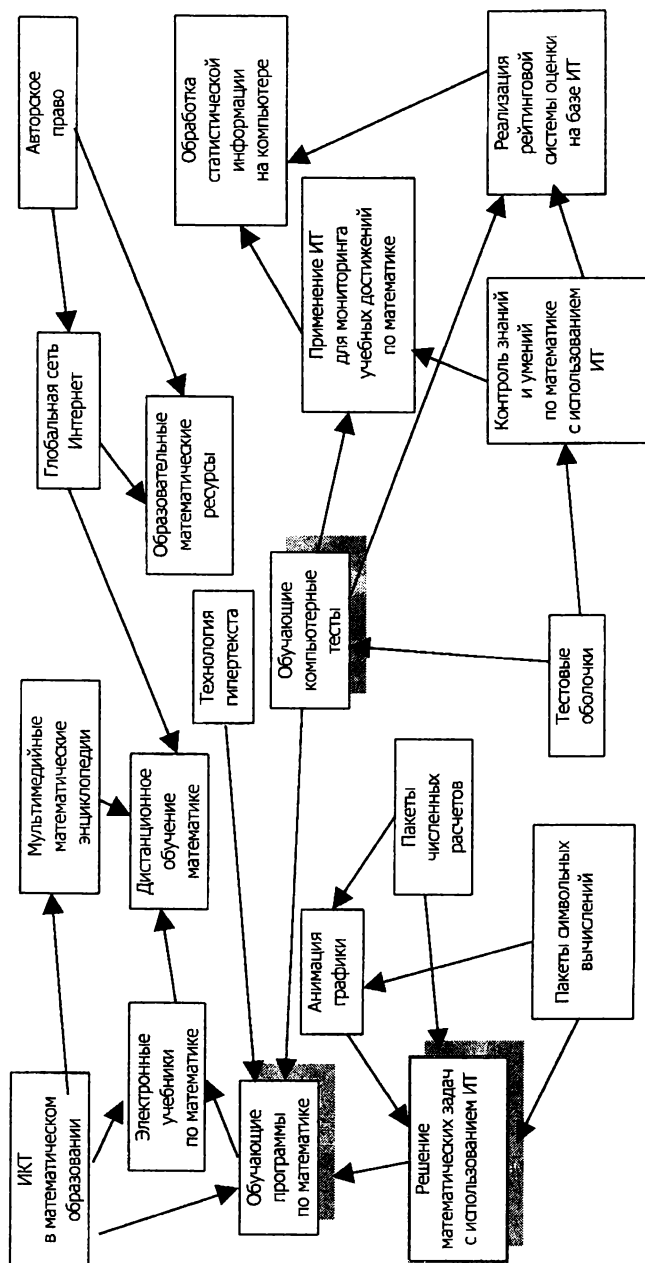 ИКТ
в математическом
образовании
Мультимедийные
математические
энциклопедии
Глобальная сеть
Интернет
Авторское
право
Электронные
учебники
по математике
Дистанционное
обучение
математике
Образовательные
математические
ресурсы
Обработка
статистической
информации
на компьютере
Технология
гипертекста
Обучающие
программы
по математике
Обучающие
компьютерные
тесты
Применение ИТ
для мониторинга
учебных достижений
по математике
Анимация
графики
Пакеты
численных
расчетов
Решение
математических задач
с использованием ИТ
Пакеты символьных
вычислений
Тестовые
оболочки
Контроль знаний
и умений
по математике
с использованием
ИТ
Реализация
рейтинговой
системы оценки
на базе ИТ